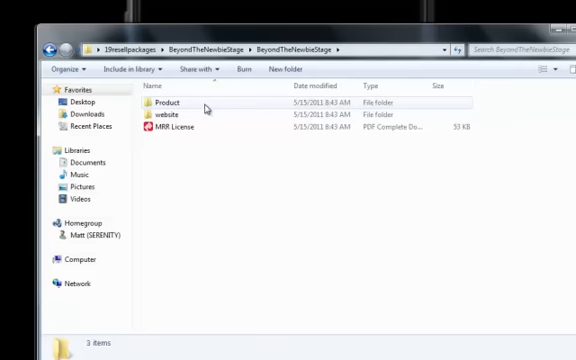 19resellpackages ▸ BeyondTheNewbieStage ▸ BeyondTheNewbieStage ▸
Search BeyondTheNewbieStage
Organize Include in library Share with Burn New folder
Name Date modified Type Size
Favorites
Desktop
Downloads
Recent Places
Libraries
Documents
Music
Pictures
Videos
Homegroup
Matt (SERENITY)
Computer
Network
Product 5/15/2011 8:43 AM File folder
website 5/15/2011 8:43 AM File folder
MRR License 5/15/2011 8:43 AM PDF Complete Do... 53 KB
3 items